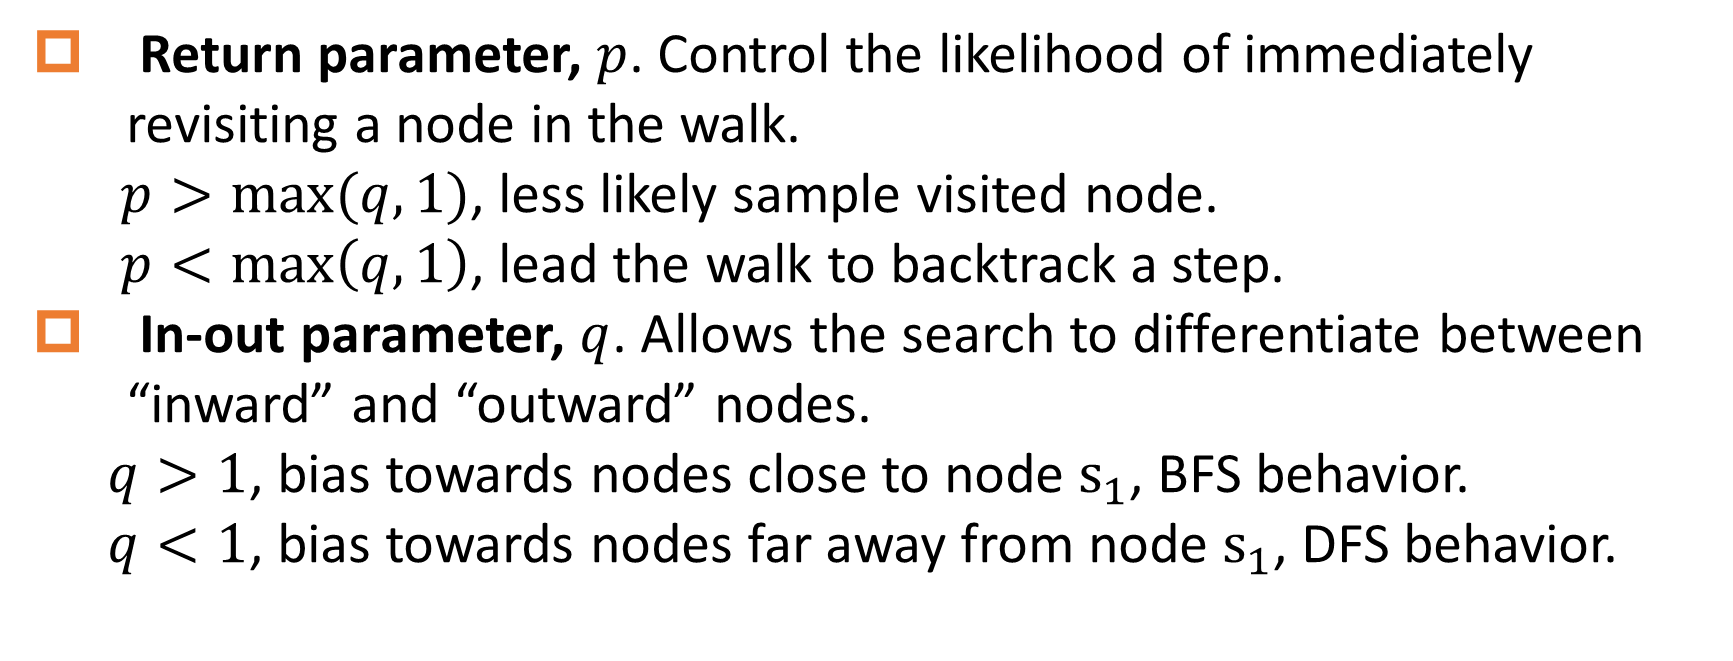 Return parameter, p. Control the likelihood of immediately
revisiting a node in the walk.
p > max(q, 1), less likely sample visited node.
p < max(q, 1), lead the walk to backtrack a step.
In-out parameter, q. Allows the search to differentiate between
“inward” and “outward” nodes.
q > 1, bias towards nodes close to node s₁, BFS behavior.
q < 1, bias towards nodes far away from node s₁, DFS behavior.